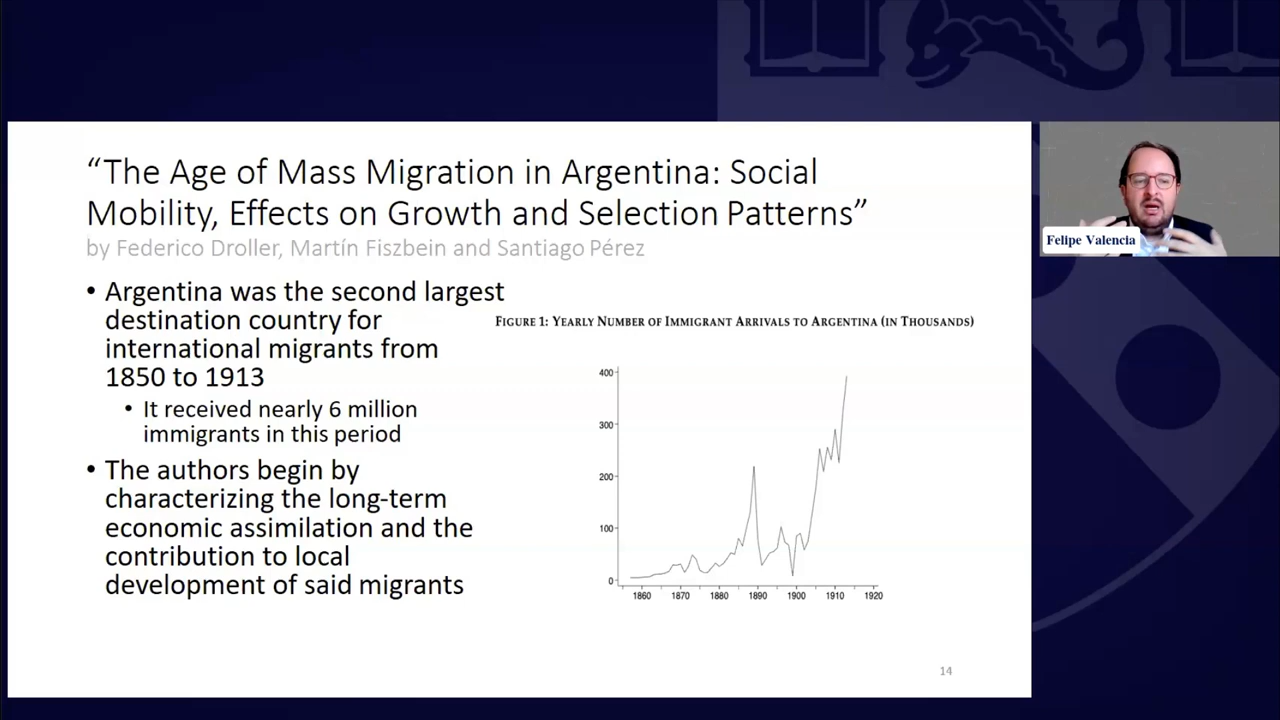 “The Age of Mass Migration in Argentina: Social
Mobility, Effects on Growth and Selection Patterns”
by Federico Droller, Martín Fiszbein and Santiago Pérez
• Argentina was the second largest
destination country for
international migrants from
1850 to 1913
• It received nearly 6 million
immigrants in this period
• The authors begin by
characterizing the long-term
economic assimilation and the
contribution to local
development of said migrants
FIGURE 1: YEARLY NUMBER OF IMMIGRANT ARRIVALS TO ARGENTINA (IN THOUSANDS)
400
300
200
100
0
1860 1870 1880 1890 1900 1910 1920
14
Felipe Valencia